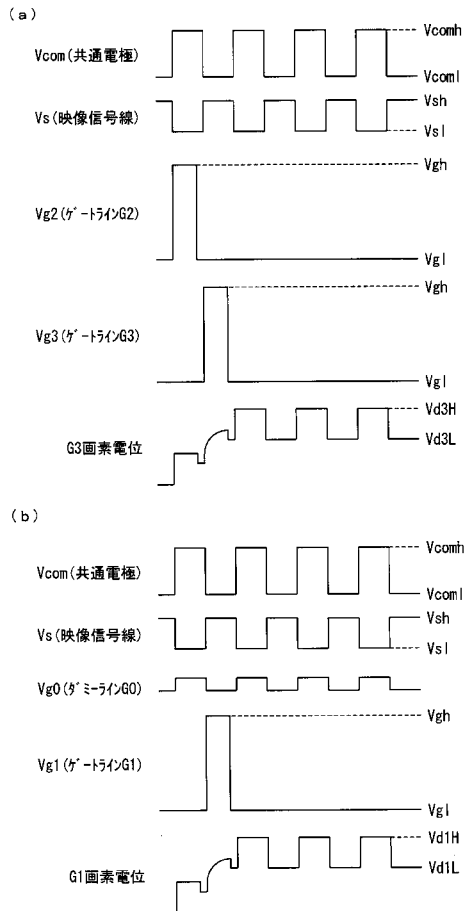 (a)
Vcomh
Vcom(共通電極)
Vcoml
Vsh
Vs(映像信号線)
Vsl
Vgh
Vg2(ゲートラインG2)
Vgl
Vgh
Vg3(ゲートラインG3)
Vgl
Vd3H
Vd3L
G3画素電位
(b)
Vcomh
Vcom(共通電極)
Vcoml
Vsh
Vs(映像信号線)
Vsl
Vg0(ダミーラインG0)
Vgh
Vg1(ゲートラインG1)
Vgl
Vd1H
Vd1L
G1画素電位